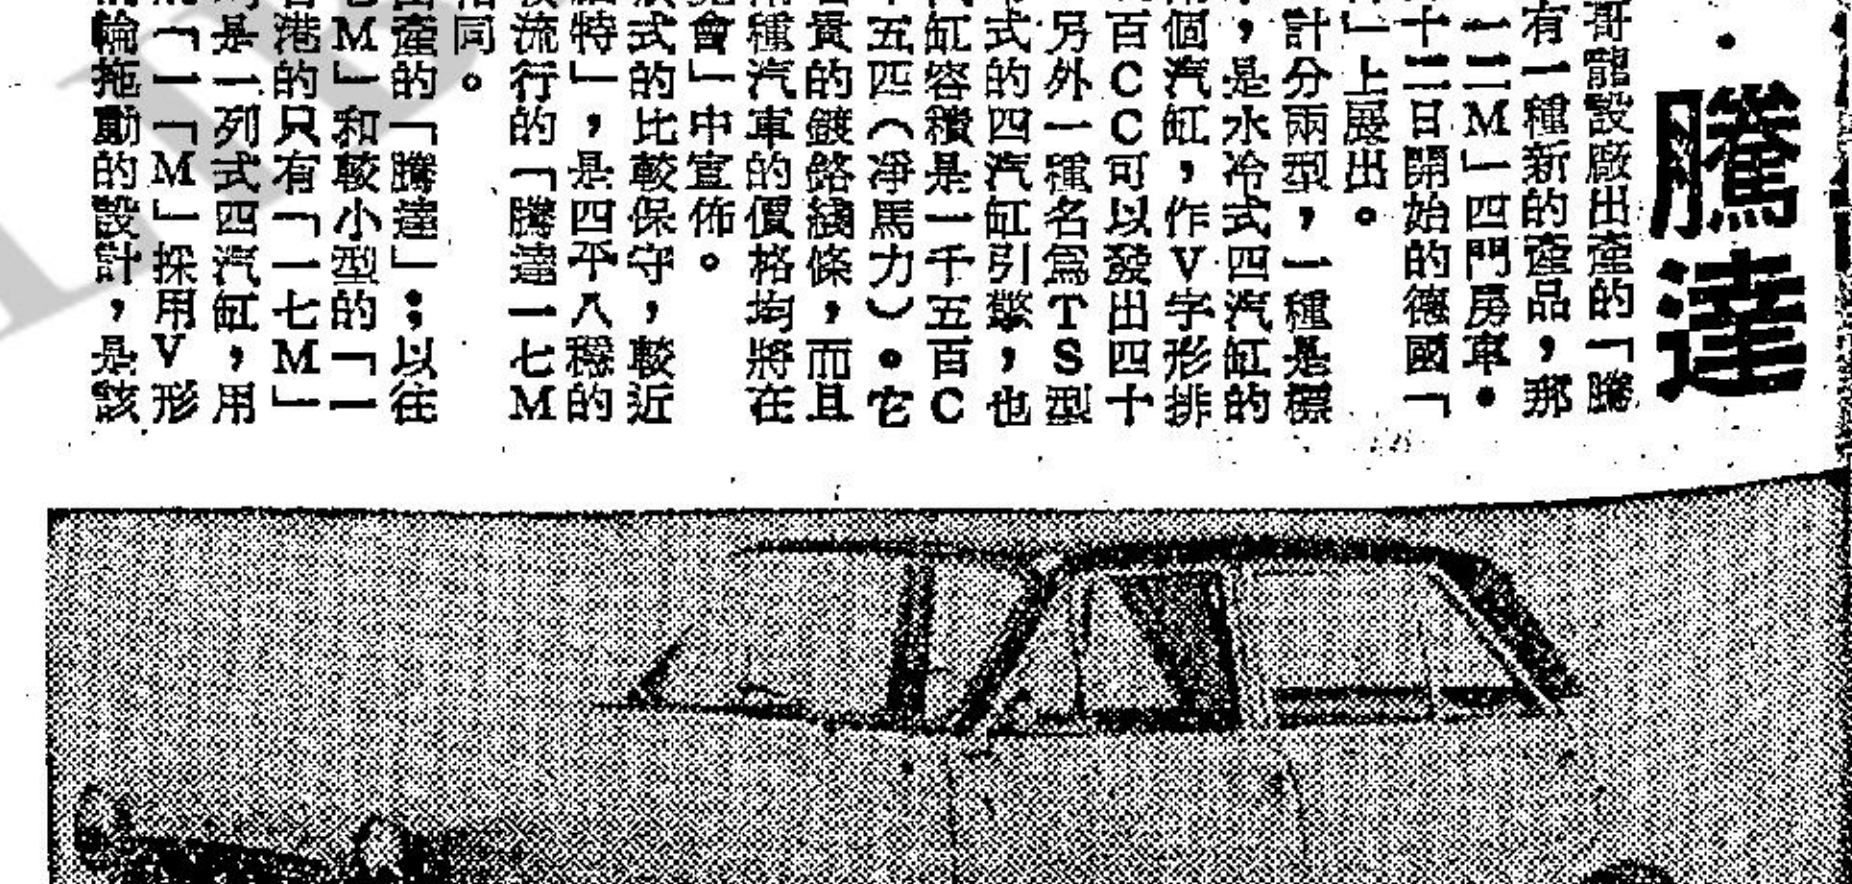 騰達
哥龍設廠出產的「騰
有一種新的產品，那
一二M」四門房車。
十二日開始的德國「
」上展出。
計分兩型，一種是標
，是水冷式四汽缸的
個汽缸，作V字形排
百CC可以發出四十
另外一種名爲TS型
式的四汽缸引擎，也
缸容積是一千五百C
五匹（淨馬力）。它
貴的鍍鉻綫條，而且
種汽車的價格均將在
會」中宣佈。
式的比較保守，較近
特」，是四平八穩的
流行的「騰達一七M
同。
產的「騰達」；以往
M」和較小型的「一
港的只有「一七M」
是一列式四汽缸，用
「一「M」採用V形
輪拖動的設計，是該